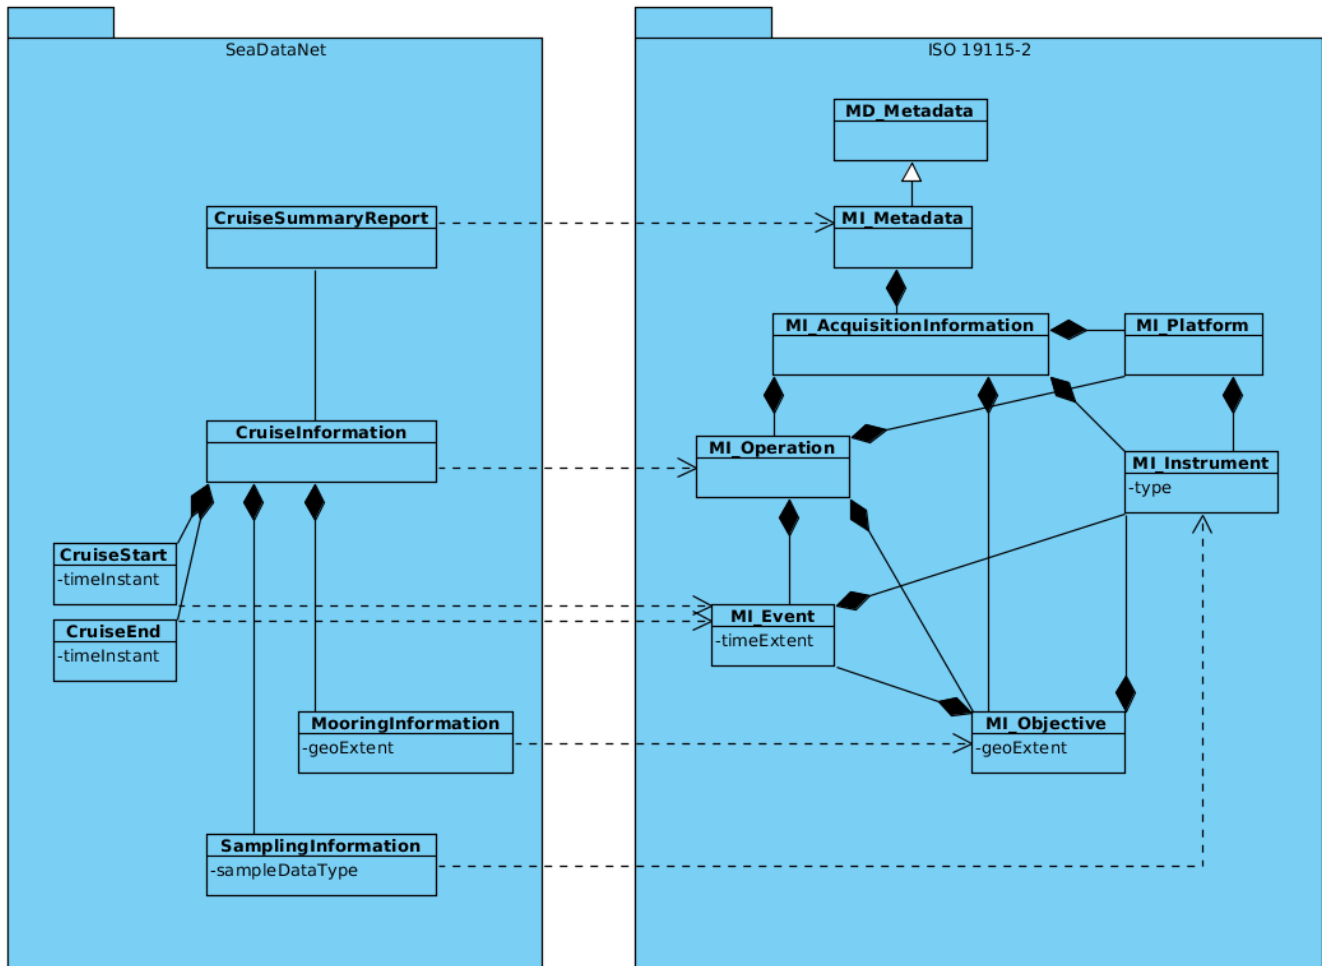 SeaDataNet
CruiseSummaryReport
CruiseInformation
CruiseStart
-timeInstant
CruiseEnd
-timeInstant
MooringInformation
-geoExtent
SamplingInformation
-sampleDataType
ISO 19115-2
MD_Metadata
MI_Metadata
MI_AcquisitionInformation
MI_Platform
MI_Operation
MI_Instrument
-type
MI_Event
-timeExtent
MI_Objective
-geoExtent